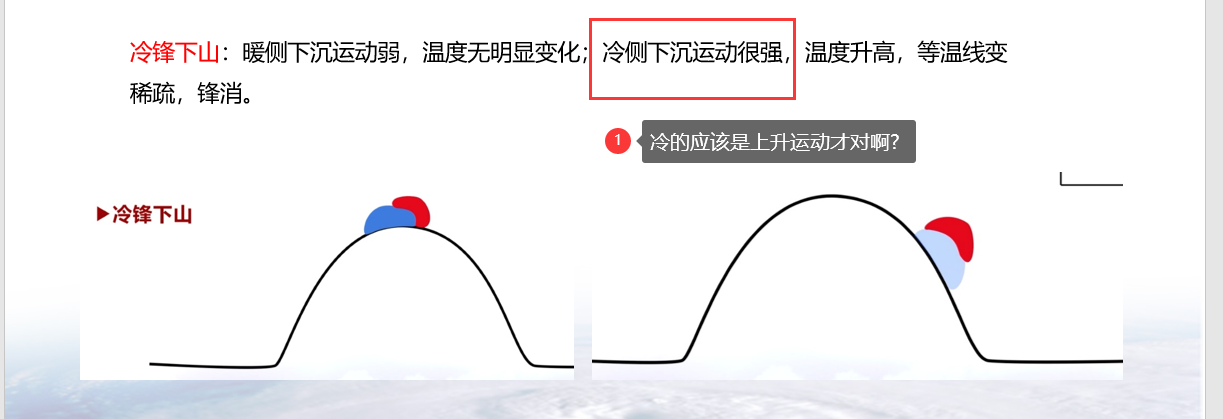 冷锋下山：暖侧下沉运动弱，温度无明显变化；冷侧下沉运动很强，温度升高，等温线变
稀疏，锋消。
1 冷的应该是上升运动才对啊?
▶冷锋下山